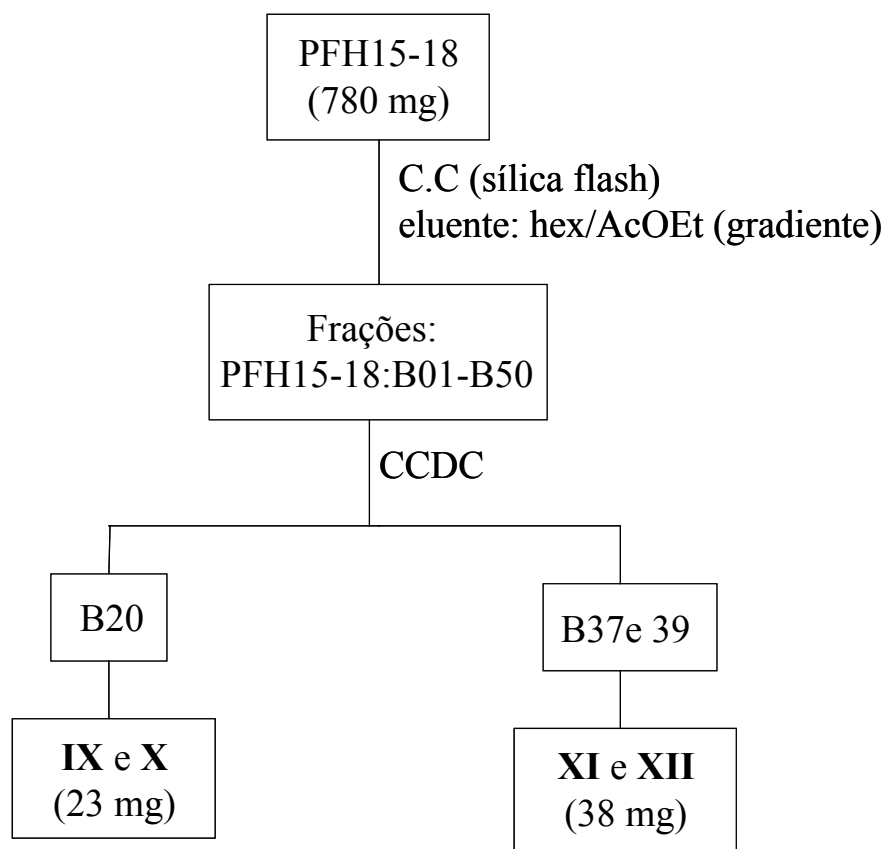 PFH15-18
(780 mg)
C.C (sílica flash)
eluente: hex/AcOEt (gradiente)
Frações:
PFH15-18:B01-B50
CCDC
B20
B37e 39
IX e X
(23 mg)
XI e XII
(38 mg)